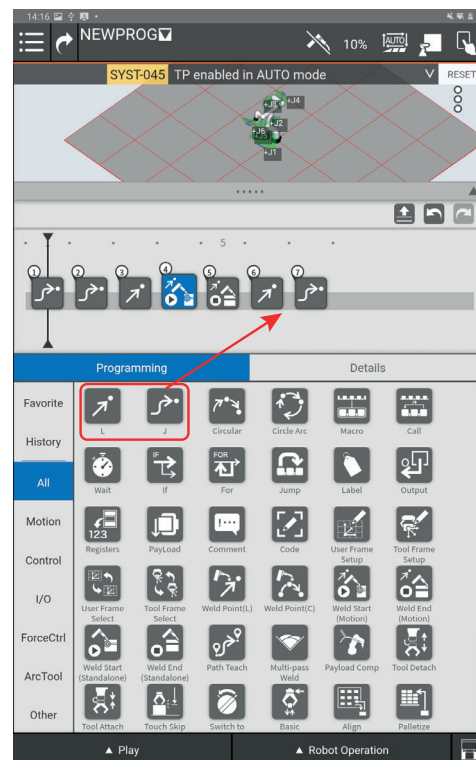 14:16
NEWPROG
10%
AUTO
SYST-045 TP enabled in AUTO mode
RESET
+J3
+J4
+J2
+J6
+J1
5
1
2
3
4
5
6
7
Programming
Details
Favorite
History
All
Motion
Control
I/O
ForceCtrl
ArcTool
Other
L
J
Circular
Circle Arc
Macro
Call
IF
FOR
Wait
If
For
Jump
Label
Output
123
Registers
PayLoad
Comment
Code
User Frame
Setup
Tool Frame
Setup
User Frame
Select
Tool Frame
Select
Weld Point(L)
Weld Point(C)
Weld Start
(Motion)
Weld End
(Motion)
Weld Start
(Standalone)
Weld End
(Standalone)
Path Teach
Multi-pass
Weld
Payload Comp
Tool Detach
Tool Attach
Touch Skip
Switch to
Basic
Align
Palletize
Play
Robot Operation